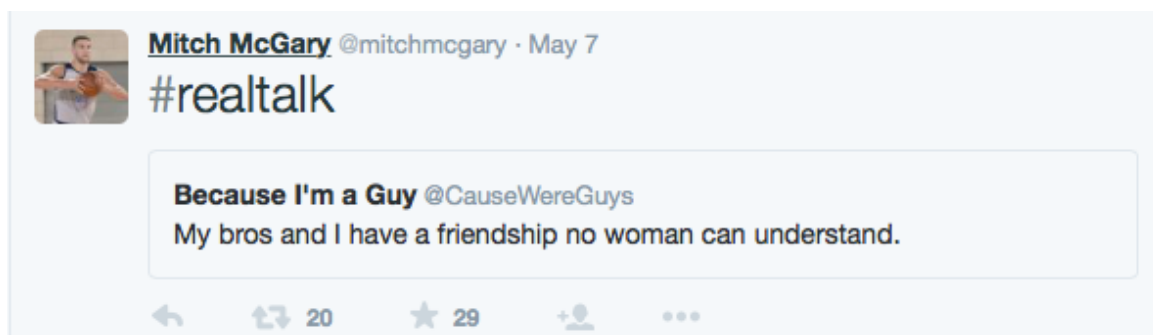 Mitch McGary @mitchmcgary · May 7
#realtalk
Because I'm a Guy @CauseWereGuys
My bros and I have a friendship no woman can understand.
20 29